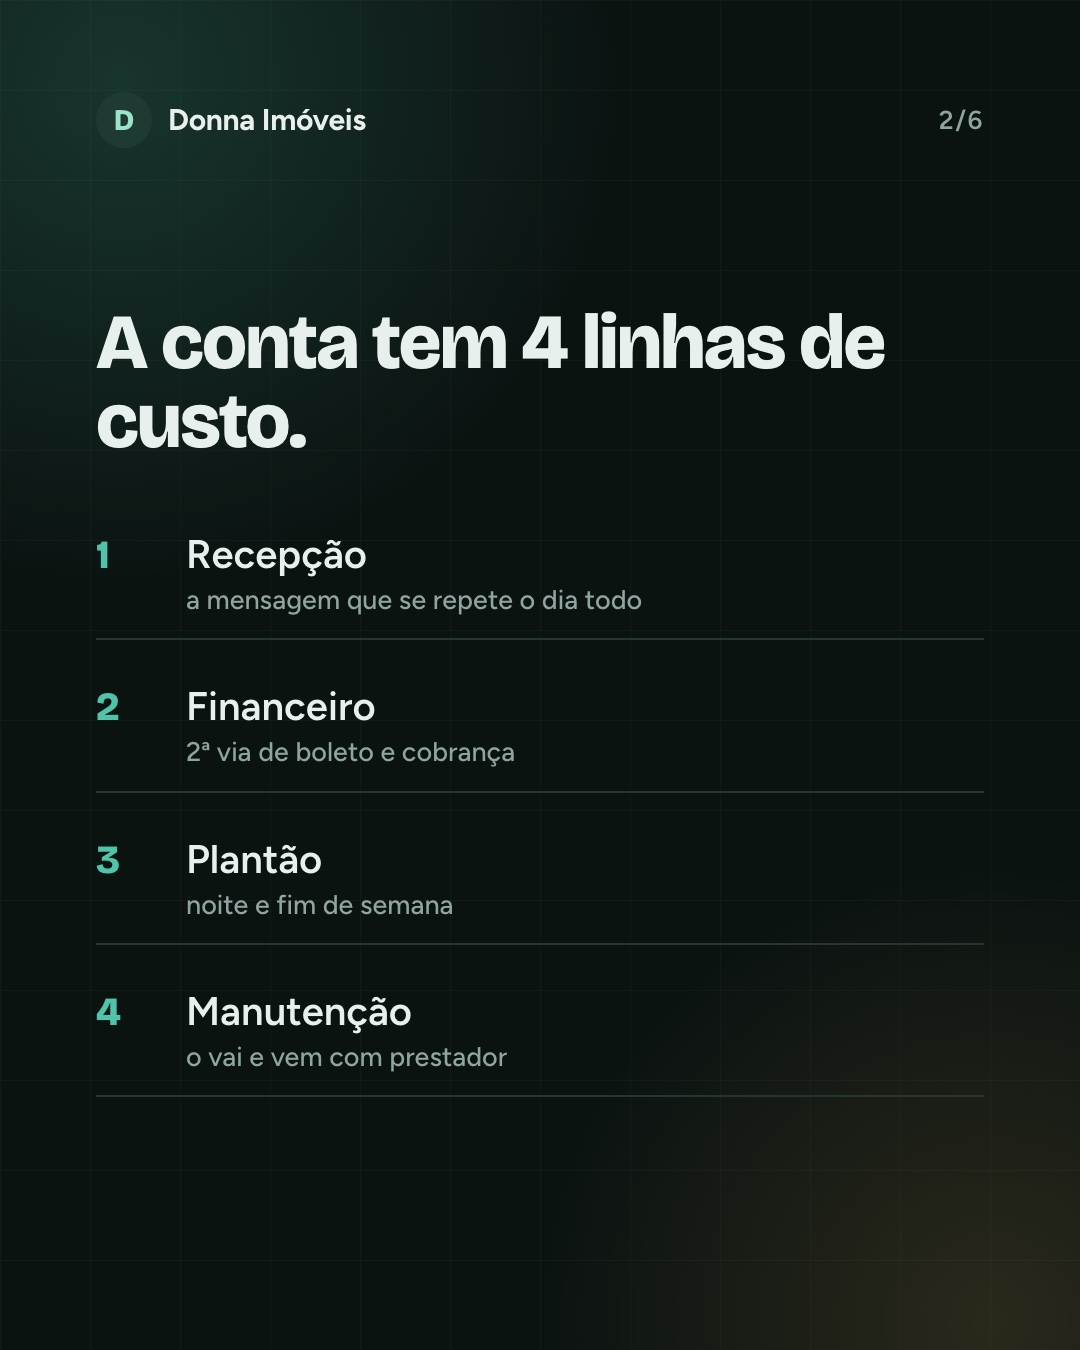 D Donna Imóveis 2/6
A conta tem 4 linhas de
custo.
1 Recepção
a mensagem que se repete o dia todo
2 Financeiro
2ª via de boleto e cobrança
3 Plantão
noite e fim de semana
4 Manutenção
o vai e vem com prestador